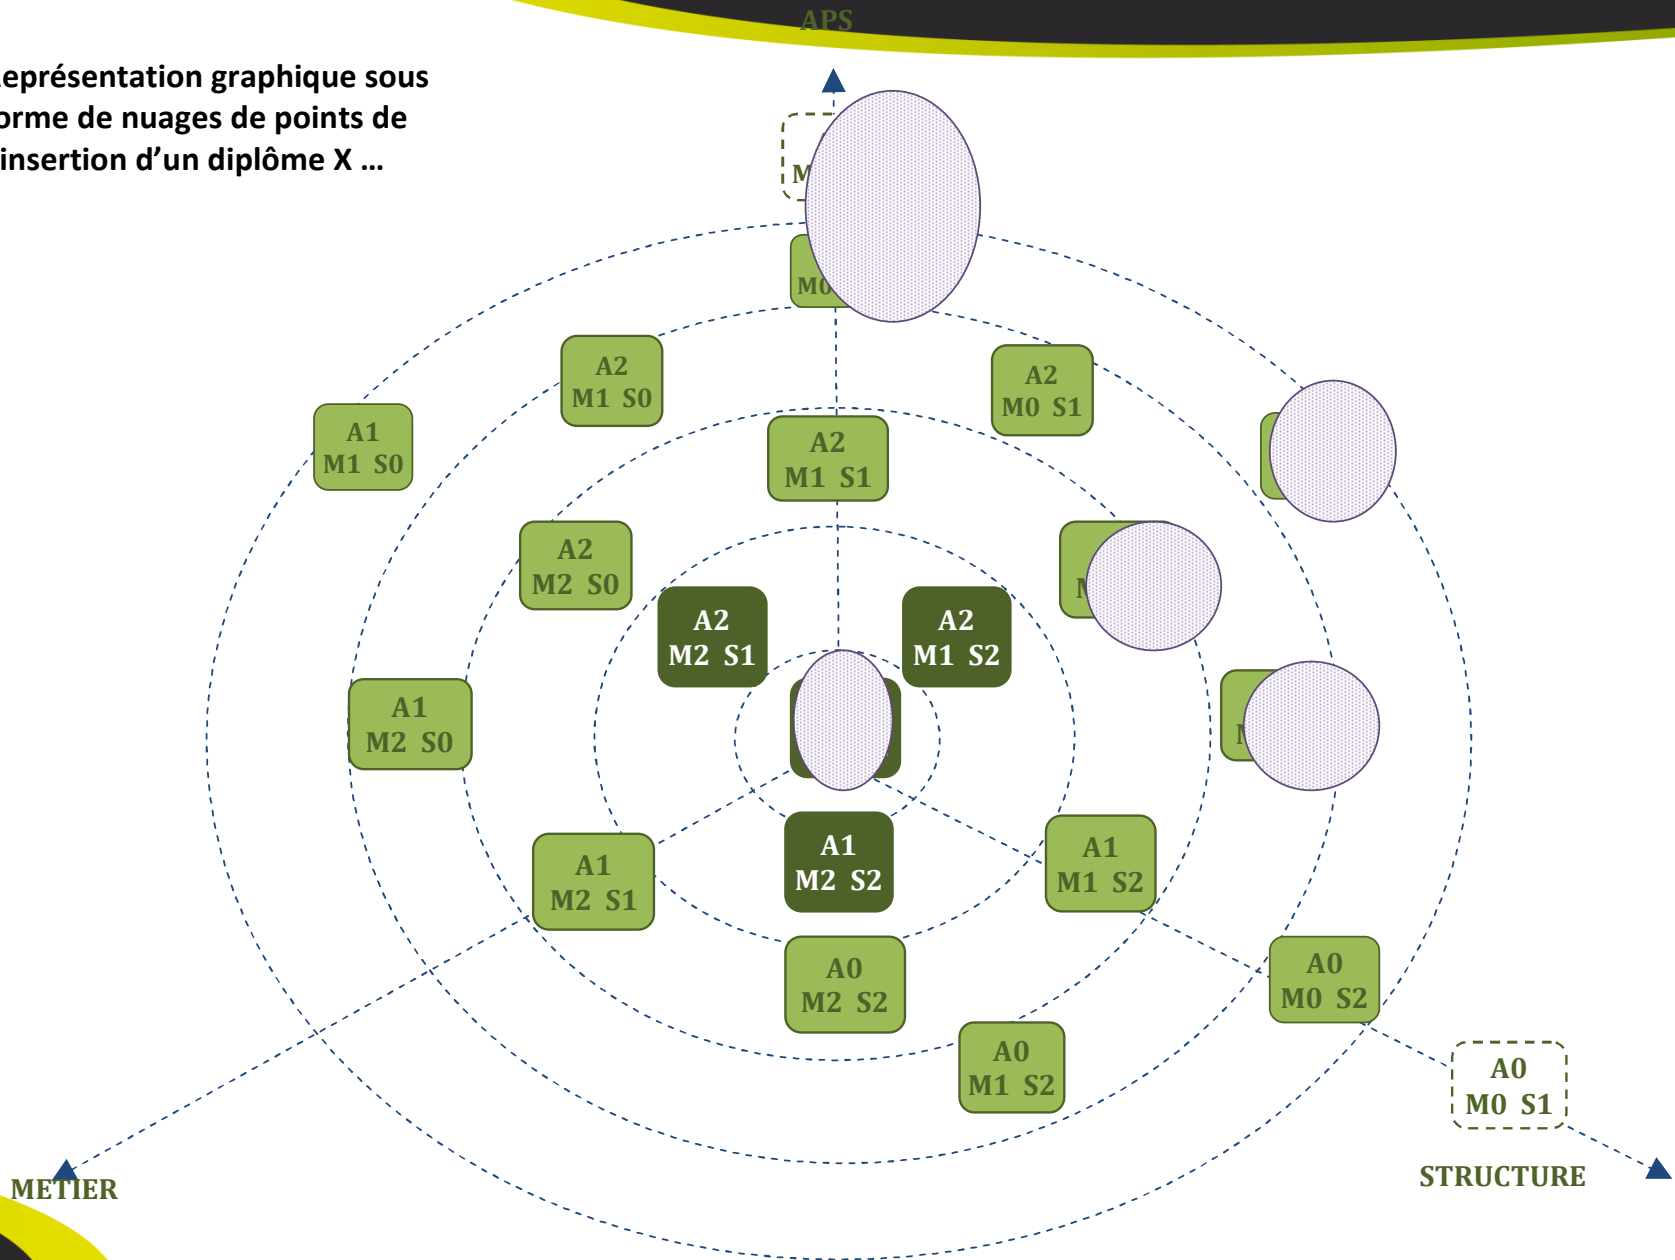 APS
eprésentation graphique sous
orme de nuages de points de
insertion d'un diplôme X …
M
M0
A2
M1 S0
A2
M0 S1
A1
M1 S0
A2
M1 S1
A2
M2 S0
M
A2
M2 S1
A2
M1 S2
A1
M2 S0
A1
M2 S2
A1
M2 S1
A1
M1 S2
A0
M2 S2
A0
M0 S2
A0
M1 S2
A0
M0 S1
METIER
STRUCTURE